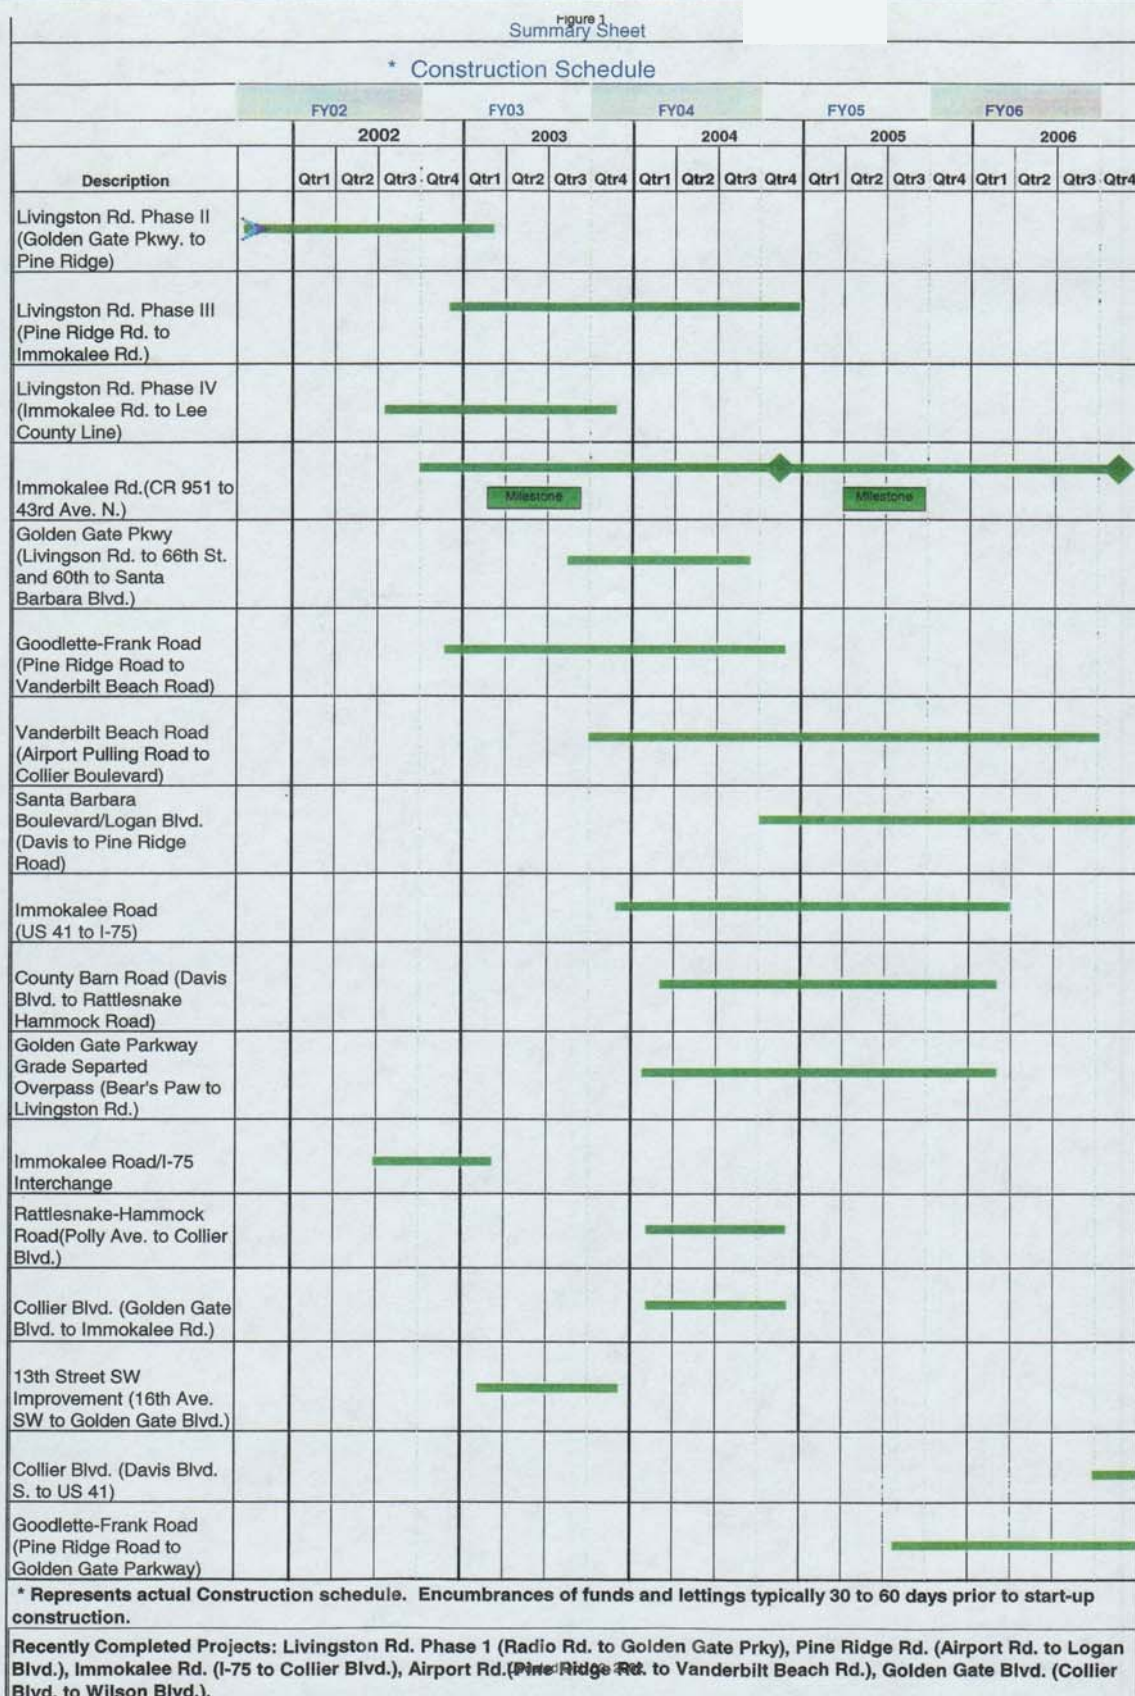 Figure 1
Summary Sheet
* Construction Schedule
FY02 FY03 FY04 FY05 FY06
2002 2003 2004 2005 2006
Description Qtr1 Qtr2 Qtr3 Qtr4 Qtr1 Qtr2 Qtr3 Qtr4 Qtr1 Qtr2 Qtr3 Qtr4 Qtr1 Qtr2 Qtr3 Qtr4 Qtr1 Qtr2 Qtr3 Qtr4
Livingston Rd. Phase II
(Golden Gate Pkwy. to
Pine Ridge)
Livingston Rd. Phase III
(Pine Ridge Rd. to
Immokalee Rd.)
Livingston Rd. Phase IV
(Immokalee Rd. to Lee
County Line)
Immokalee Rd.(CR 951 to
43rd Ave. N.)
Milestone Milestone
Golden Gate Pkwy
(Livingson Rd. to 66th St.
and 60th to Santa
Barbara Blvd.)
Goodlette-Frank Road
(Pine Ridge Road to
Vanderbilt Beach Road)
Vanderbilt Beach Road
(Airport Pulling Road to
Collier Boulevard)
Santa Barbara
Boulevard/Logan Blvd.
(Davis to Pine Ridge
Road)
Immokalee Road
(US 41 to I-75)
County Barn Road (Davis
Blvd. to Rattlesnake
Hammock Road)
Golden Gate Parkway
Grade Separted
Overpass (Bear's Paw to
Livingston Rd.)
Immokalee Road/I-75
Interchange
Rattlesnake-Hammock
Road(Polly Ave. to Collier
Blvd.)
Collier Blvd. (Golden Gate
Blvd. to Immokalee Rd.)
13th Street SW
Improvement (16th Ave.
SW to Golden Gate Blvd.)
Collier Blvd. (Davis Blvd.
S. to US 41)
Goodlette-Frank Road
(Pine Ridge Road to
Golden Gate Parkway)
* Represents actual Construction schedule. Encumbrances of funds and lettings typically 30 to 60 days prior to start-up
construction.
Recently Completed Projects: Livingston Rd. Phase 1 (Radio Rd. to Golden Gate Prky), Pine Ridge Rd. (Airport Rd. to Logan
Blvd.), Immokalee Rd. (I-75 to Collier Blvd.), Airport Rd.(Pine Ridge Rd. to Vanderbilt Beach Rd.), Golden Gate Blvd. (Collier
Blvd. to Wilson Blvd.).